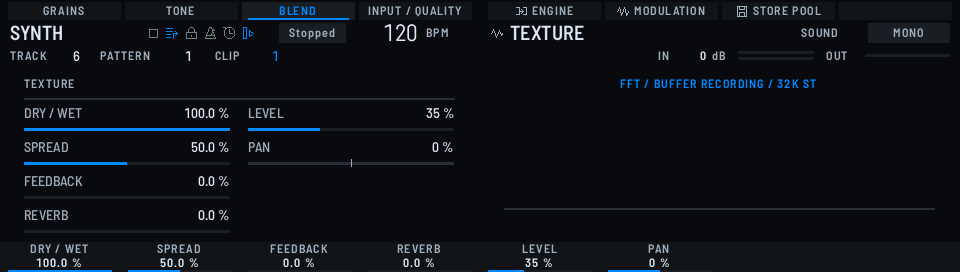 GRAINS TONE BLEND INPUT / QUALITY ENGINE MODULATION STORE POOL
SYNTH Stopped 120 BPM TEXTURE SOUND MONO
TRACK 6 PATTERN 1 CLIP 1 IN 0 dB OUT
TEXTURE FFT / BUFFER RECORDING / 32K ST
DRY / WET 100.0 % LEVEL 35 %
SPREAD 50.0 % PAN 0 %
FEEDBACK 0.0 %
REVERB 0.0 %
DRY / WET SPREAD FEEDBACK REVERB LEVEL PAN
100.0 % 50.0 % 0.0 % 0.0 % 35 % 0 %